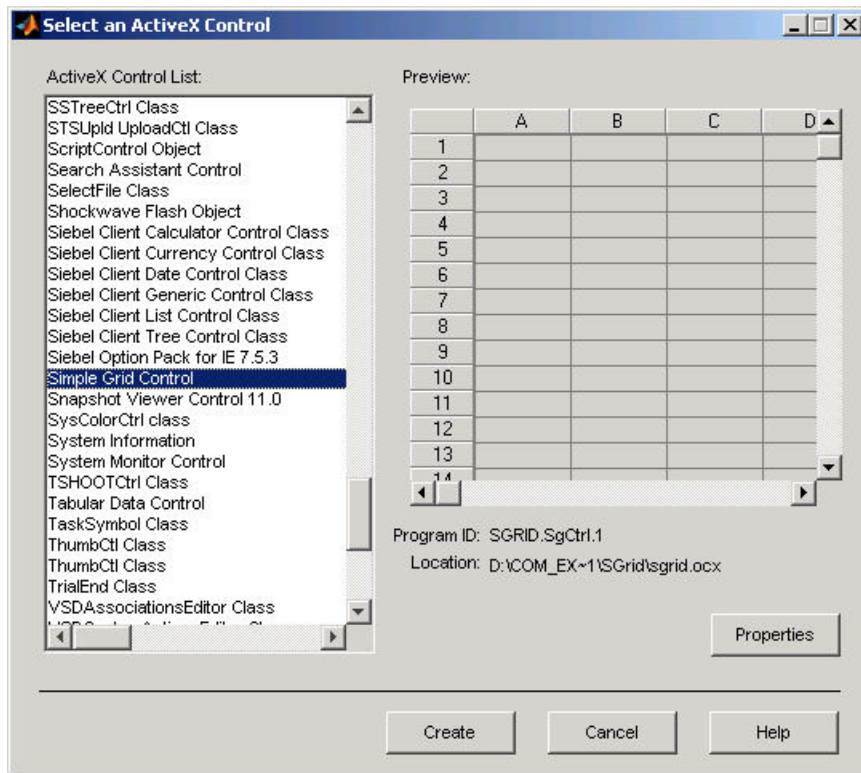 Select an ActiveX Control
ActiveX Control List:
SSTreeCtrl Class
STSUpld UploadCtl Class
ScriptControl Object
Search Assistant Control
SelectFile Class
Shockwave Flash Object
Siebel Client Calculator Control Class
Siebel Client Currency Control Class
Siebel Client Date Control Class
Siebel Client Generic Control Class
Siebel Client List Control Class
Siebel Client Tree Control Class
Siebel Option Pack for IE 7.5.3
Simple Grid Control
Snapshot Viewer Control 11.0
SysColorCtrl class
System Information
System Monitor Control
TSHOOTCtrl Class
Tabular Data Control
TaskSymbol Class
ThumbCtl Class
ThumbCtl Class
TrialEnd Class
VSDAssociationsEditor Class
Preview:
A B C D
1
2
3
4
5
6
7
8
9
10
11
12
13
14
Program ID: SGRID.SgCtrl.1
Location: D:\COM_EX~1\SGrid\sgrid.ocx
Properties
Create Cancel Help